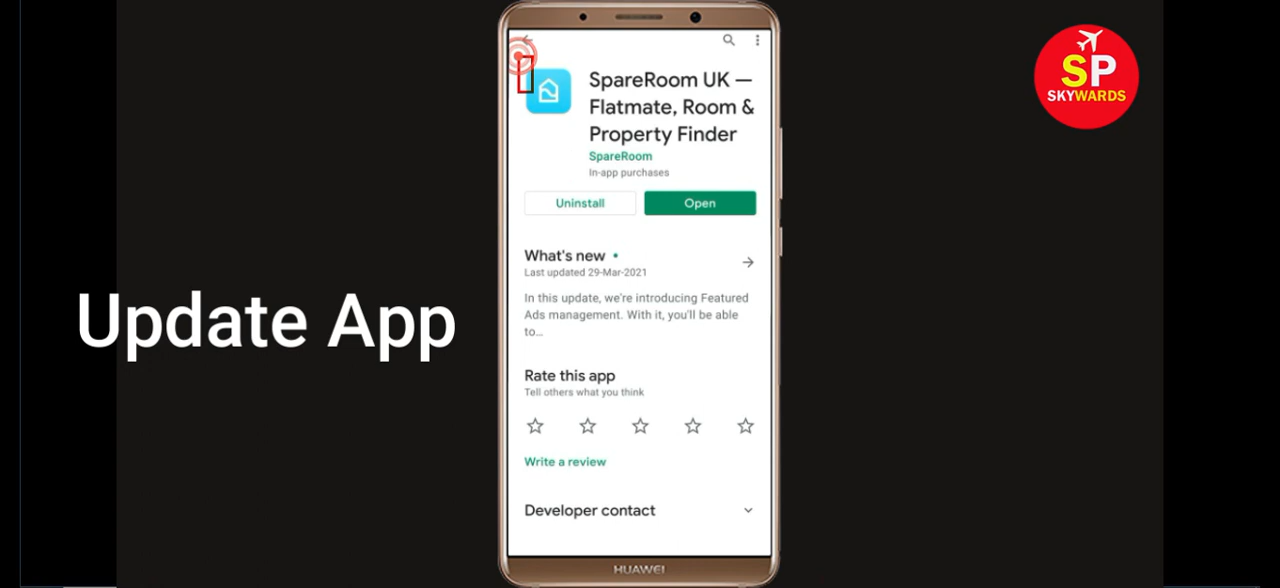 SP
SKYWARDS
SpareRoom UK —
Flatmate, Room &
Property Finder
SpareRoom
In-app purchases
Uninstall
Open
What's new
Last updated 29-Mar-2021
In this update, we're introducing Featured
Ads management. With it, you'll be able
to...
Update App
Rate this app
Tell others what you think
Write a review
Developer contact
HUAWEI